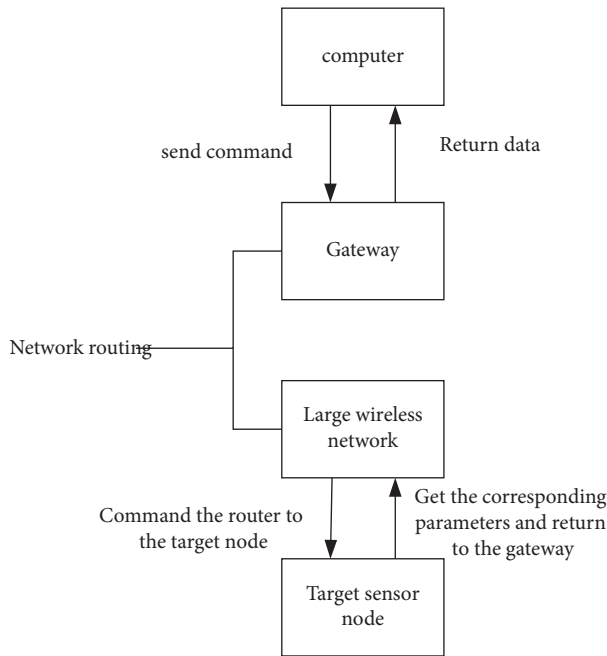 computer
send command
Return data
Gateway
Network routing
Large wireless
network
Command the router to
the target node
Get the corresponding
parameters and return
to the gateway
Target sensor
node